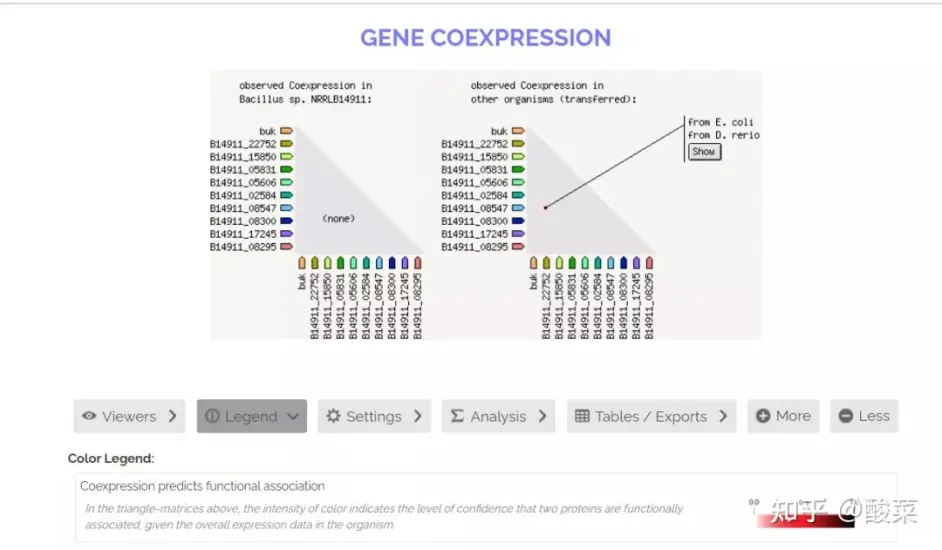 GENE COEXPRESSION
observed Coexpression in
Bacillus sp. NRRLB14911:
buk
B14911_22752
B14911_15850
B14911_05831
B14911_05606
B14911_02584
B14911_08547
B14911_08300
B14911_17245
B14911_08295
(none)
buk
B14911_22752
B14911_15850
B14911_05831
B14911_05606
B14911_02584
B14911_08547
B14911_08300
B14911_17245
B14911_08295
observed Coexpression in
other organisms (transferred):
from E. coli
from D. rerio
Show
buk
B14911_22752
B14911_15850
B14911_05831
B14911_05606
B14911_02584
B14911_08547
B14911_08300
B14911_17245
B14911_08295
buk
B14911_22752
B14911_15850
B14911_05831
B14911_05606
B14911_02584
B14911_08547
B14911_08300
B14911_17245
B14911_08295
Viewers
Legend
Settings
Analysis
Tables / Exports
More
Less
Color Legend:
Coexpression predicts functional association
In the triangle-matrices above, the intensity of color indicates the level of confidence that two proteins are functionally
associated, given the overall expression data in the organism
0.0
知乎 @酸菜